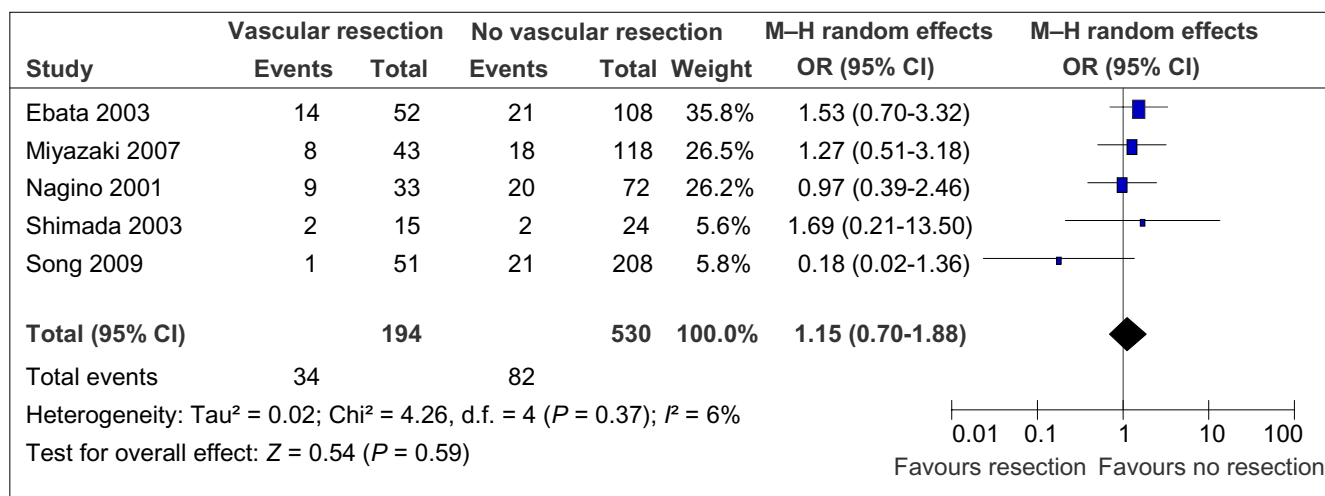 Vascular resection No vascular resection M–H random effects M–H random effects
Study Events Total Events Total Weight OR (95% CI) OR (95% CI)
Ebata 2003 14 52 21 108 35.8% 1.53 (0.70-3.32)
Miyazaki 2007 8 43 18 118 26.5% 1.27 (0.51-3.18)
Nagino 2001 9 33 20 72 26.2% 0.97 (0.39-2.46)
Shimada 2003 2 15 2 24 5.6% 1.69 (0.21-13.50)
Song 2009 1 51 21 208 5.8% 0.18 (0.02-1.36)
Total (95% CI) 194 530 100.0% 1.15 (0.70-1.88)
Total events 34 82
Heterogeneity: Tau² = 0.02; Chi² = 4.26, d.f. = 4 (P = 0.37); I² = 6%
Test for overall effect: Z = 0.54 (P = 0.59)
0.01 0.1 1 10 100
Favours resection Favours no resection